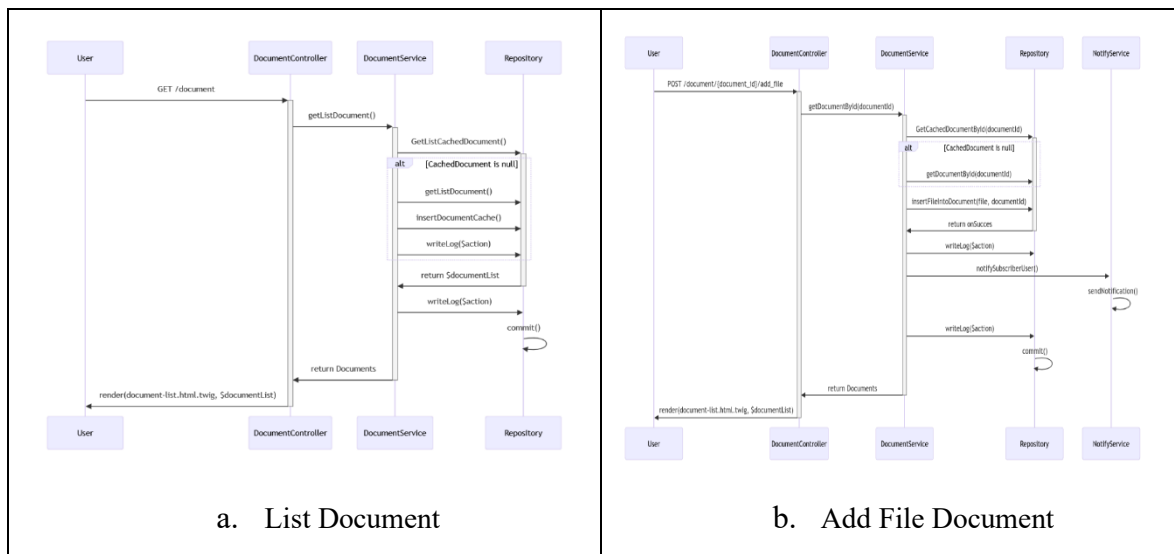 User
DocumentController
DocumentService
Repository
GET /document
getListDocument()
GetListCachedDocument()
alt
[CachedDocument is null]
getListDocument()
insertDocumentCache()
writeLog($action)
return $documentList
writeLog($action)
commit()
return Documents
render(document-list.html.twig, $documentList)
User
DocumentController
DocumentService
Repository
a. List Document
User
DocumentController
DocumentService
Repository
NotifyService
POST /document/[document_id]/add_file
getDocumentById(documentId)
GetCachedDocumentById(documentId)
alt
[CachedDocument is null]
getDocumentById(documentId)
insertFileIntoDocument(file, documentId)
return onSucces
writeLog($action)
notifySubscriberUser()
sendNotification()
writeLog($action)
commit()
return Documents
render(document-list.html.twig, $documentList)
User
DocumentController
DocumentService
Repository
NotifyService
b. Add File Document